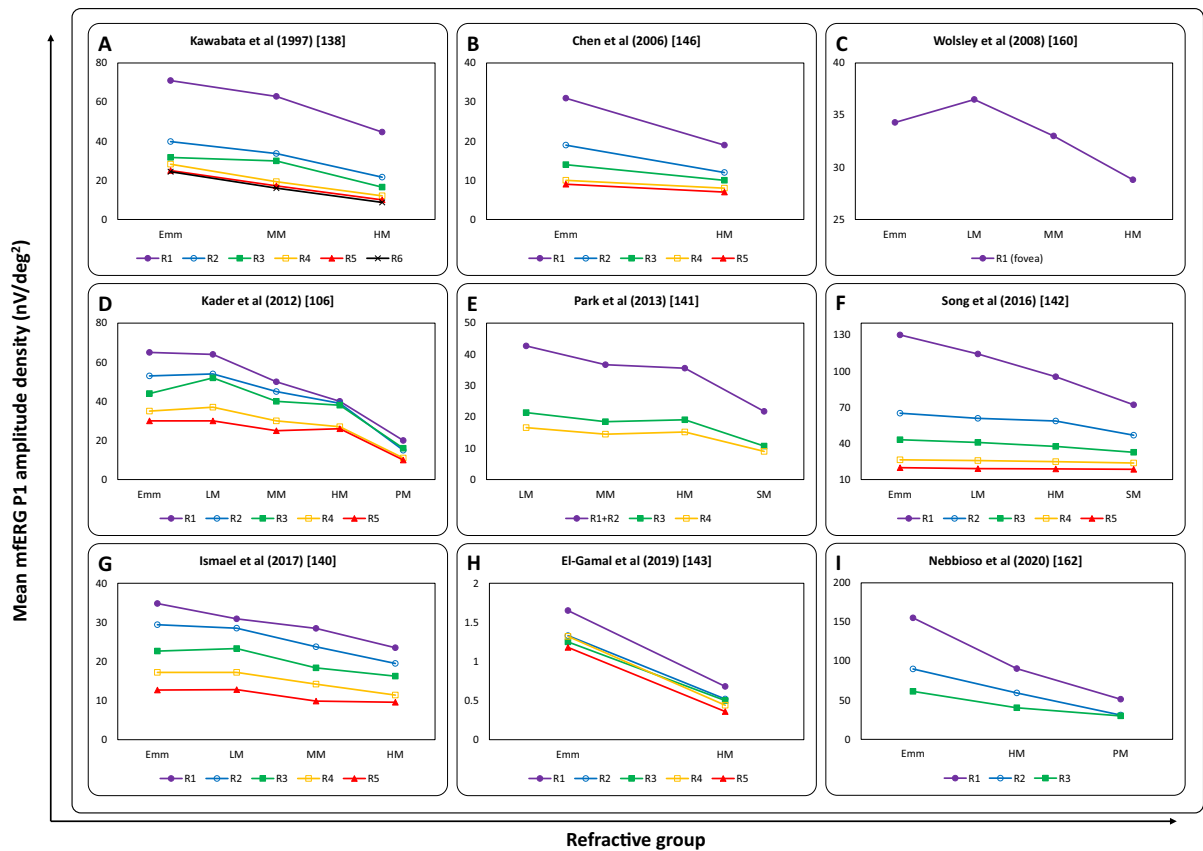 Mean mfERG P1 amplitude density (nV/deg²)
A
Kawabata et al (1997) [138]
80
60
40
20
0
Emm MM HM
R1 R2 R3 R4 R5 R6
B
Chen et al (2006) [146]
40
30
20
10
0
Emm HM
R1 R2 R3 R4 R5
C
Wolsley et al (2008) [160]
40
35
30
25
Emm LM MM HM
R1 (fovea)
D
Kader et al (2012) [106]
80
60
40
20
0
Emm LM MM HM PM
R1 R2 R3 R4 R5
E
Park et al (2013) [141]
50
40
30
20
10
0
LM MM HM SM
R1+R2 R3 R4
F
Song et al (2016) [142]
130
100
70
40
10
Emm LM HM SM
R1 R2 R3 R4 R5
G
Ismael et al (2017) [140]
40
30
20
10
0
Emm LM MM HM
R1 R2 R3 R4 R5
H
El-Gamal et al (2019) [143]
2
1.5
1
0.5
0
Emm HM
R1 R2 R3 R4 R5
I
Nebbioso et al (2020) [162]
200
150
100
50
0
Emm HM PM
R1 R2 R3
Refractive group